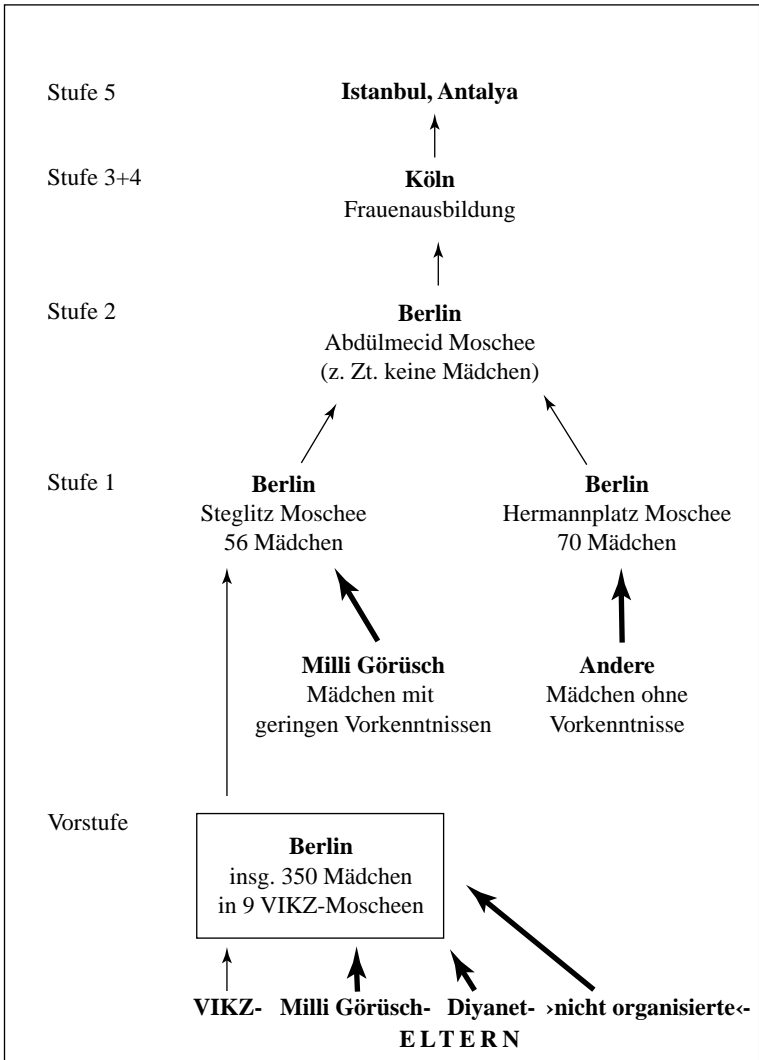 Stufe 5 Istanbul, Antalya
Stufe 3+4 Köln
Frauenausbildung
Stufe 2 Berlin
Abdülmecid Moschee
(z. Zt. keine Mädchen)
Stufe 1 Berlin Berlin
Steglitz Moschee Hermannplatz Moschee
56 Mädchen 70 Mädchen
Milli Görüsch Andere
Mädchen mit Mädchen ohne
geringen Vorkenntnissen Vorkenntnisse
Vorstufe
Berlin
insg. 350 Mädchen
in 9 VIKZ-Moscheen
VIKZ- Milli Görüsch- Diyanet- ›nicht organisierte‹-
E L T E R N